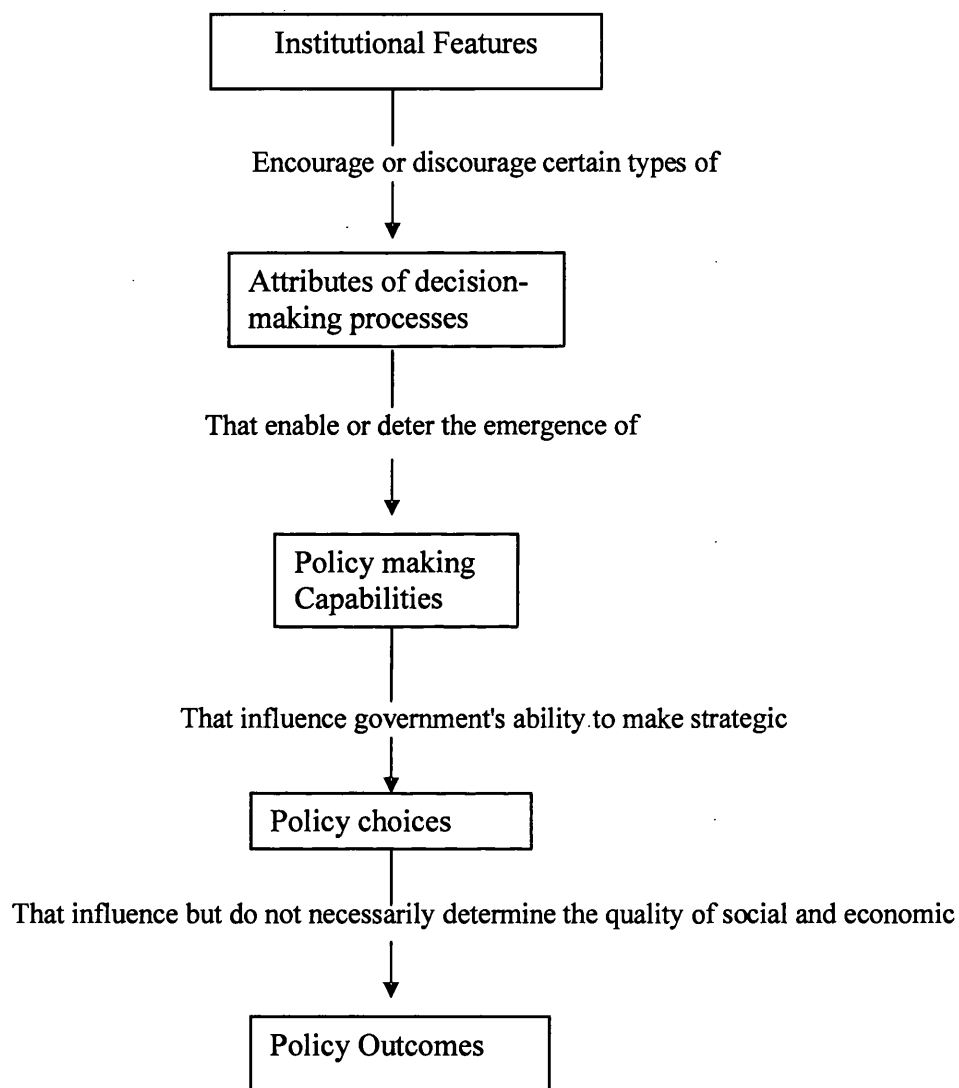 Institutional Features
Encourage or discourage certain types of
Attributes of decision-
making processes
That enable or deter the emergence of
Policy making
Capabilities
That influence government's ability to make strategic
Policy choices
That influence but do not necessarily determine the quality of social and economic
Policy Outcomes